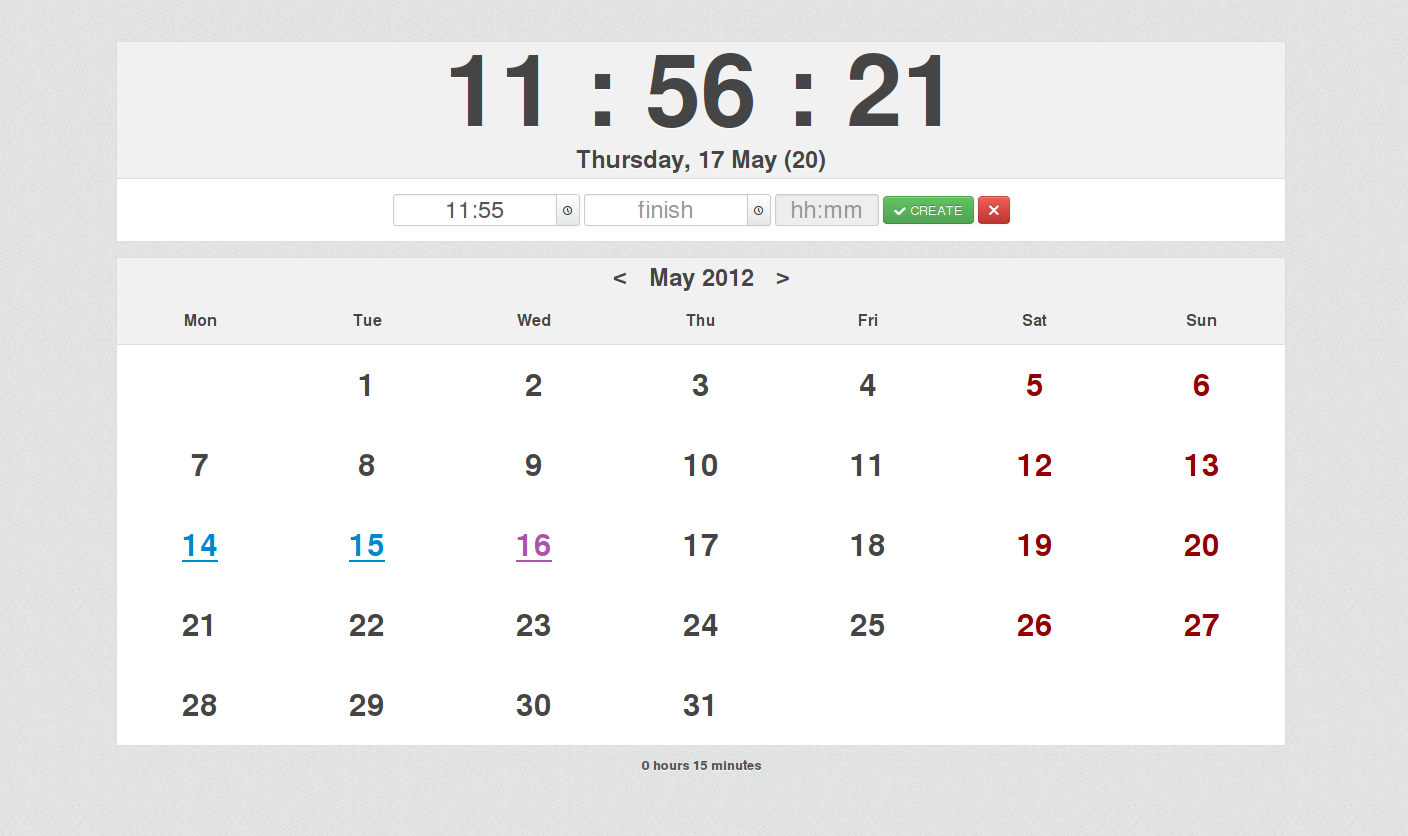 11 : 56 : 21
Thursday, 17 May (20)
11:55 finish hh:mm CREATE
< May 2012 >
Mon Tue Wed Thu Fri Sat Sun
1 2 3 4 5 6
7 8 9 10 11 12 13
14 15 16 17 18 19 20
21 22 23 24 25 26 27
28 29 30 31
0 hours 15 minutes